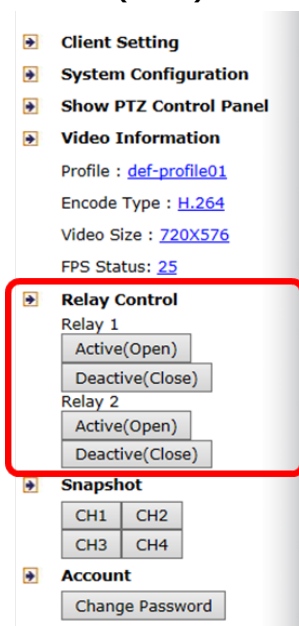 Client Setting
System Configuration
Show PTZ Control Panel
Video Information
Profile : def-profile01
Encode Type : H.264
Video Size : 720X576
FPS Status: 25
Relay Control
Relay 1
Active(Open)
Deactive(Close)
Relay 2
Active(Open)
Deactive(Close)
Snapshot
CH1 CH2
CH3 CH4
Account
Change Password